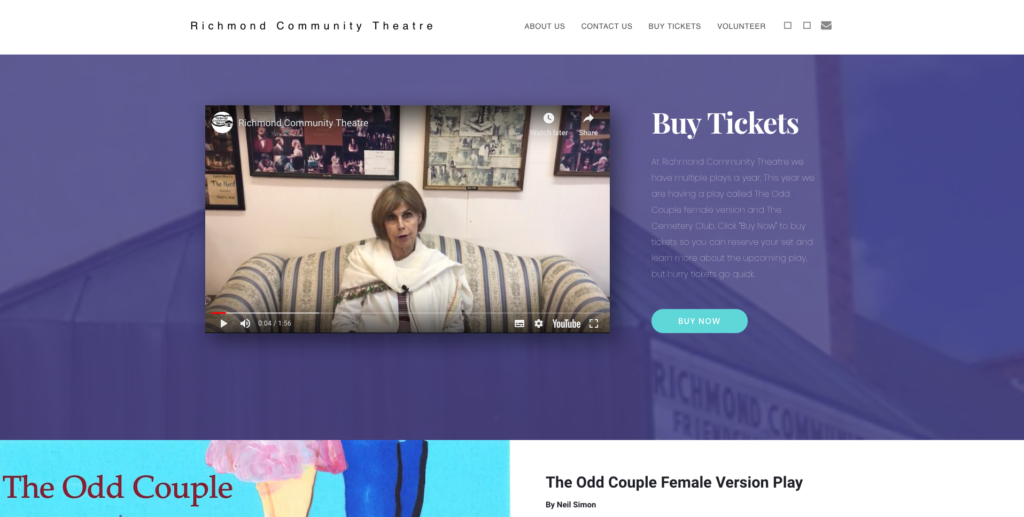 Richmond Community Theatre
ABOUT US CONTACT US BUY TICKETS VOLUNTEER
Richmond Community Theatre
Watch later Share
Buy Tickets
At Richmond Community Theatre we
have multiple plays a year. This year we
are having a play called The Odd
Couple female version and The
Cemetery Club. Click "Buy Now" to buy
tickets so you can reserve your set and
learn more about the upcoming play,
but hurry tickets go quick.
0:04 / 1:56
YouTube
BUY NOW
RICHMOND COMMUNI
The Odd Couple
The Odd Couple Female Version Play
By Neil Simon